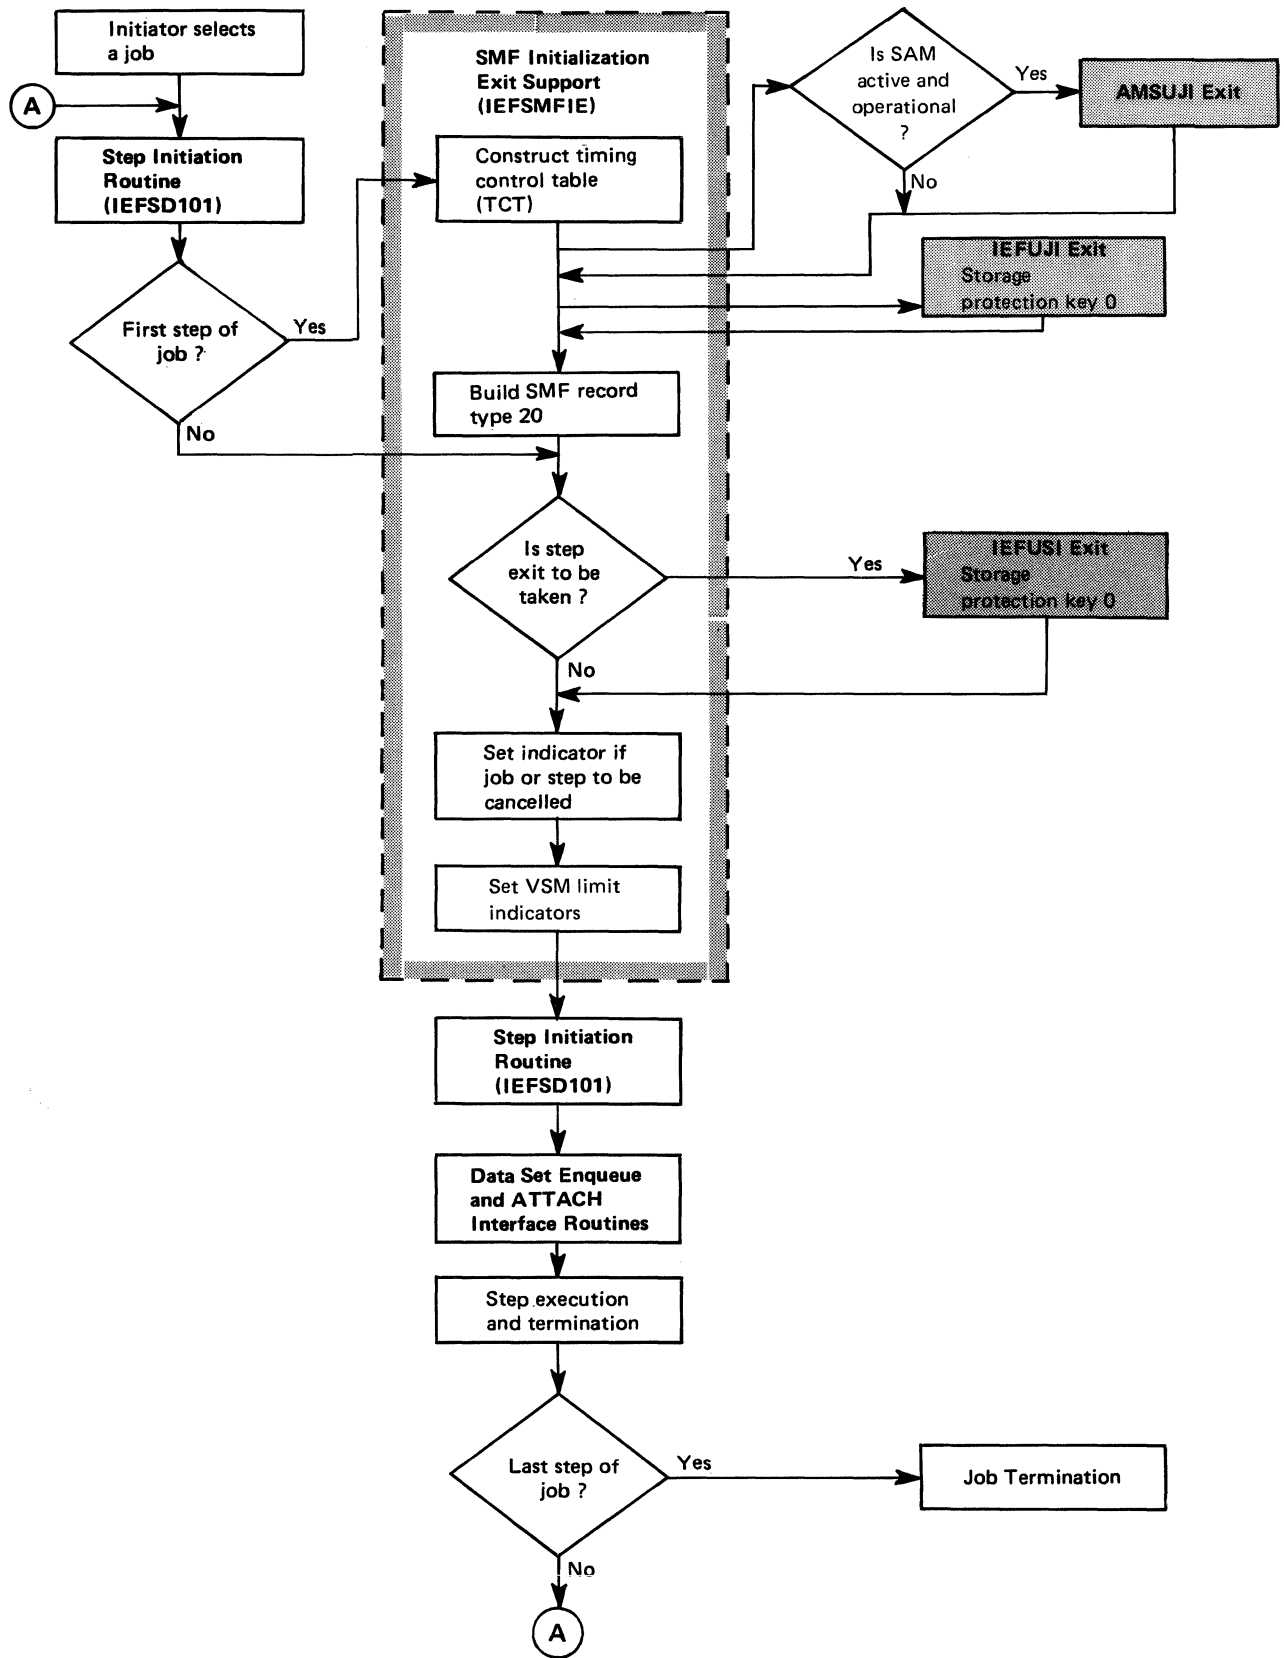 Initiator selects
a job
A
Step Initiation
Routine
(IEFSD101)
First step of
job ?
Yes
No
SMF Initialization
Exit Support
(IEFSMFIE)
Construct timing
control table
(TCT)
Is SAM
active and
operational
?
Yes
No
AMSUJI Exit
IEFUJI Exit
Storage
protection key 0
Build SMF record
type 20
Is step
exit to be
taken ?
Yes
No
IEFUSI Exit
Storage
protection key 0
Set indicator if
job or step to be
cancelled
Set VSM limit
indicators
Step Initiation
Routine
(IEFSD101)
Data Set Enqueue
and ATTACH
Interface Routines
Step execution
and termination
Last step of
job ?
Yes
Job Termination
No
A